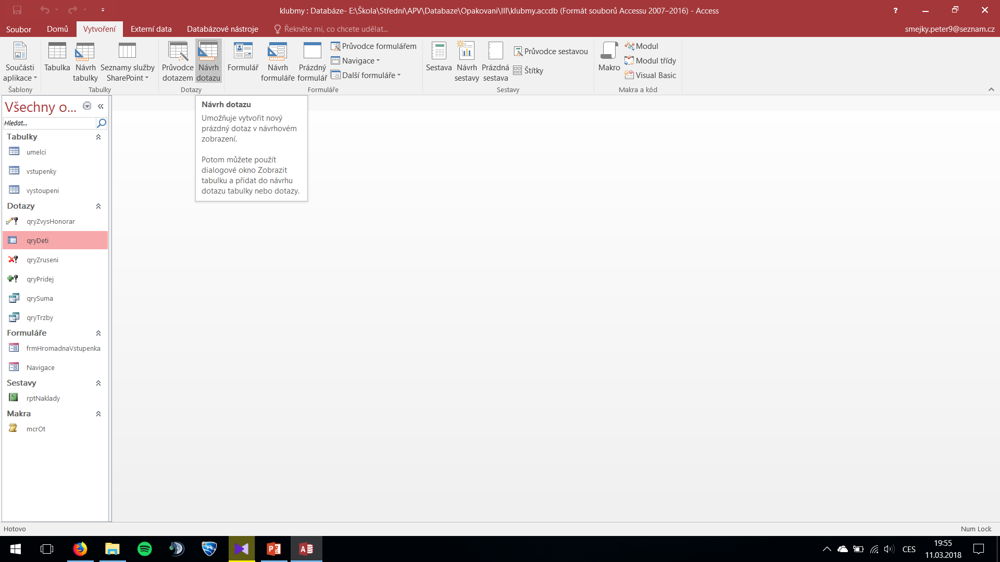 klubmy : Databáze- E:\Škola\Střední\APV\Databaze\Opakovani\III\klubmy.accdb (Formát souborů Accessu 2007–2016) - Access
?
Soubor
Domů
Vytvoření
Externí data
Databázové nástroje
Řekněte mi, co chcete udělat...
smejky.peter9@seznam.cz
Součásti
aplikace
Šablony
Tabulka
Návrh
tabulky
Seznamy služby
SharePoint
Tabulky
Průvodce
dotazem
Návrh
dotazu
Dotazy
Formulář
Návrh
formuláře
Prázdný
formulář
Průvodce formulářem
Navigace
Další formuláře
Formuláře
Sestava
Návrh
sestavy
Prázdná
sestava
Průvodce sestavou
Štítky
Sestavy
Makro
Modul
Modul třídy
Visual Basic
Makra a kód
Všechny o...
Hledat...
Tabulky
umelci
vstupenky
vystoupeni
Dotazy
qryZvysHonorar
qryDeti
qryZruseni
qryPridej
qrySuma
qryTrzby
Formuláře
frmHromadnaVstupenka
Navigace
Sestavy
rptNaklady
Makra
mcrOt
Návrh dotazu
Umožňuje vytvořit nový
prázdný dotaz v návrhovém
zobrazení.
Potom můžete použít
dialogové okno Zobrazit
tabulku a přidat do návrhu
dotazu tabulky nebo dotazy.
Hotovo
Num Lock
CES
19:55
11.03.2018